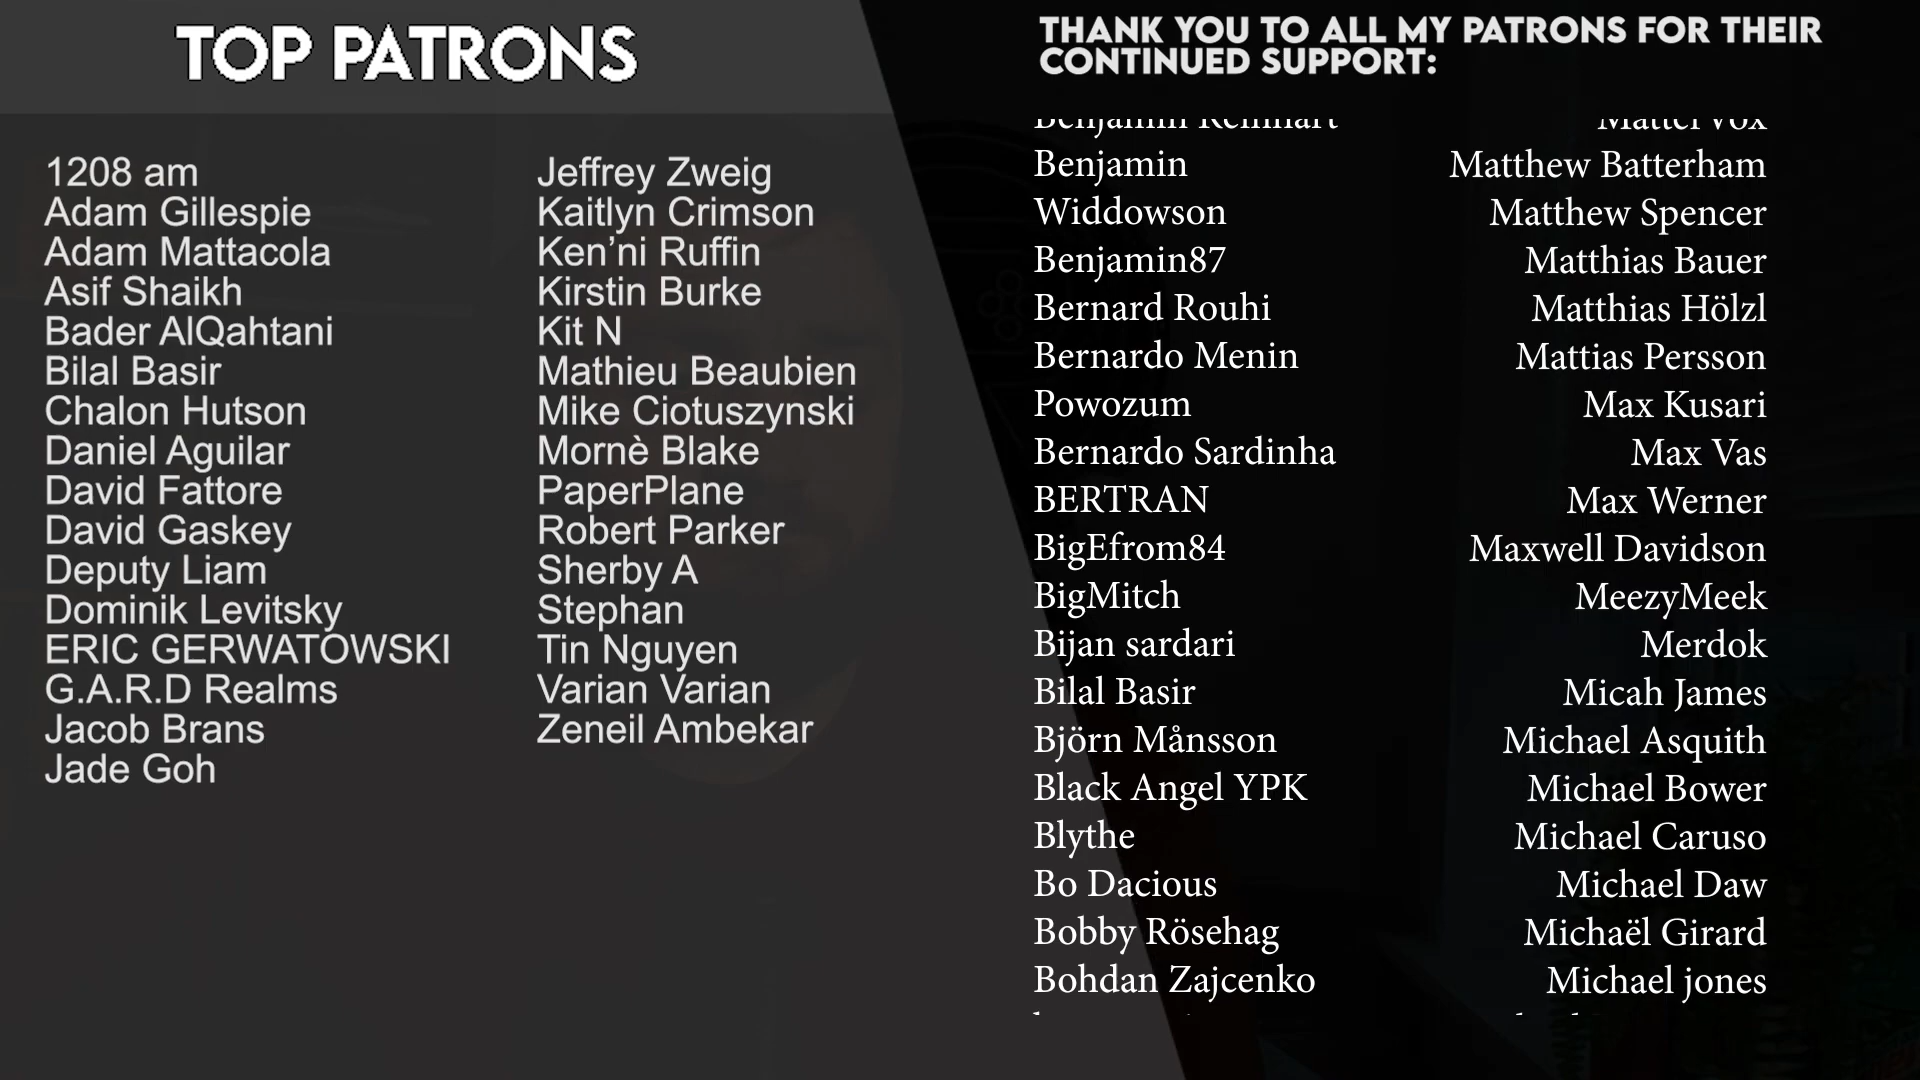 TOP PATRONS
1208 am
Adam Gillespie
Adam Mattacola
Asif Shaikh
Bader AlQahtani
Bilal Basir
Chalon Hutson
Daniel Aguilar
David Fattore
David Gaskey
Deputy Liam
Dominik Levitsky
ERIC GERWATOWSKI
G.A.R.D Realms
Jacob Brans
Jade Goh
Jeffrey Zweig
Kaitlyn Crimson
Ken’ni Ruffin
Kirstin Burke
Kit N
Mathieu Beaubien
Mike Ciotuszynski
Mornè Blake
PaperPlane
Robert Parker
Sherby A
Stephan
Tin Nguyen
Varian Varian
Zeneil Ambekar
THANK YOU TO ALL MY PATRONS FOR THEIR
CONTINUED SUPPORT:
Benjamin
Widdowson
Benjamin87
Bernard Rouhi
Bernardo Menin
Powozum
Bernardo Sardinha
BERTRAN
BigEfrom84
BigMitch
Bijan sardari
Bilal Basir
Björn Månsson
Black Angel YPK
Blythe
Bo Dacious
Bobby Rösehag
Bohdan Zajcenko
Matthew Batterham
Matthew Spencer
Matthias Bauer
Matthias Hölzl
Mattias Persson
Max Kusari
Max Vas
Max Werner
Maxwell Davidson
MeezyMeek
Merdok
Micah James
Michael Asquith
Michael Bower
Michael Caruso
Michael Daw
Michaël Girard
Michael jones